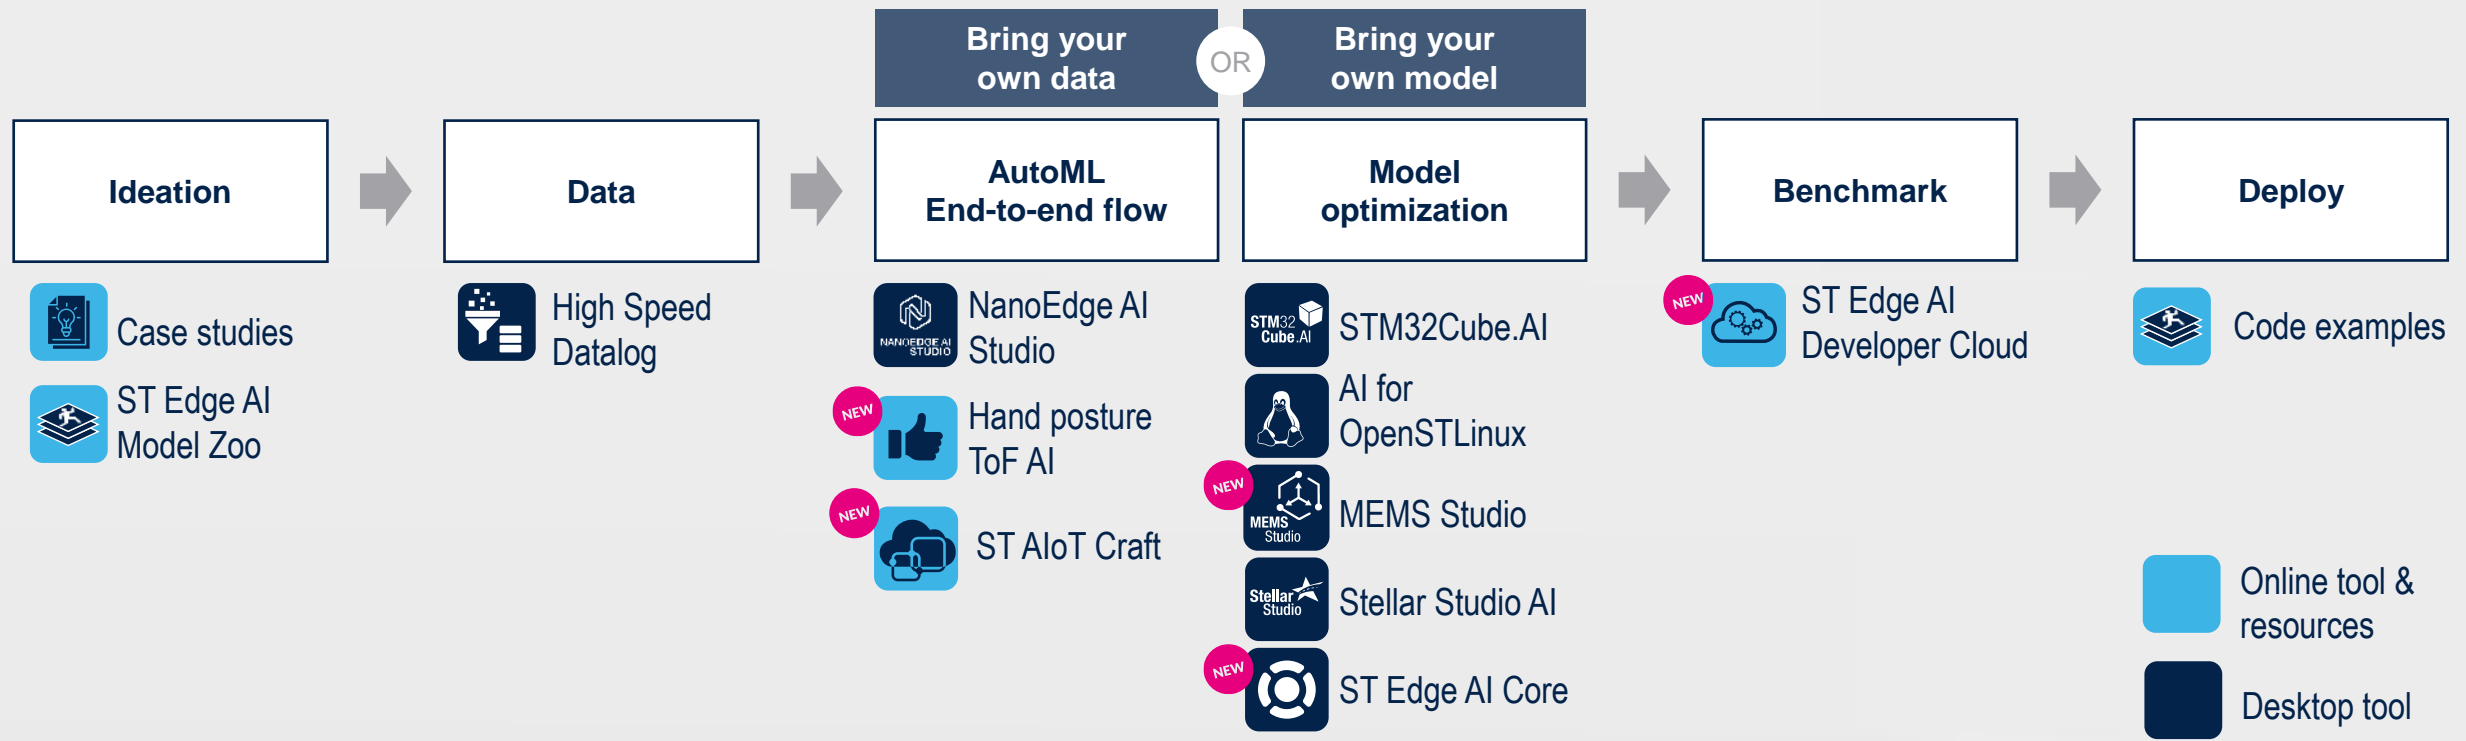 Bring your
own data
OR
Bring your
own model
Ideation
Data
AutoML
End-to-end flow
Model
optimization
Benchmark
Deploy
Case studies
ST Edge AI
Model Zoo
High Speed
Datalog
NANOEDGE AI
STUDIO
NanoEdge AI
Studio
NEW
Hand posture
ToF AI
NEW
ST AIoT Craft
STM32
Cube.AI
STM32Cube.AI
AI for
OpenSTLinux
NEW
MEMS
Studio
MEMS Studio
Stellar
Studio
Stellar Studio AI
NEW
ST Edge AI Core
NEW
ST Edge AI
Developer Cloud
Code examples
Online tool &
resources
Desktop tool